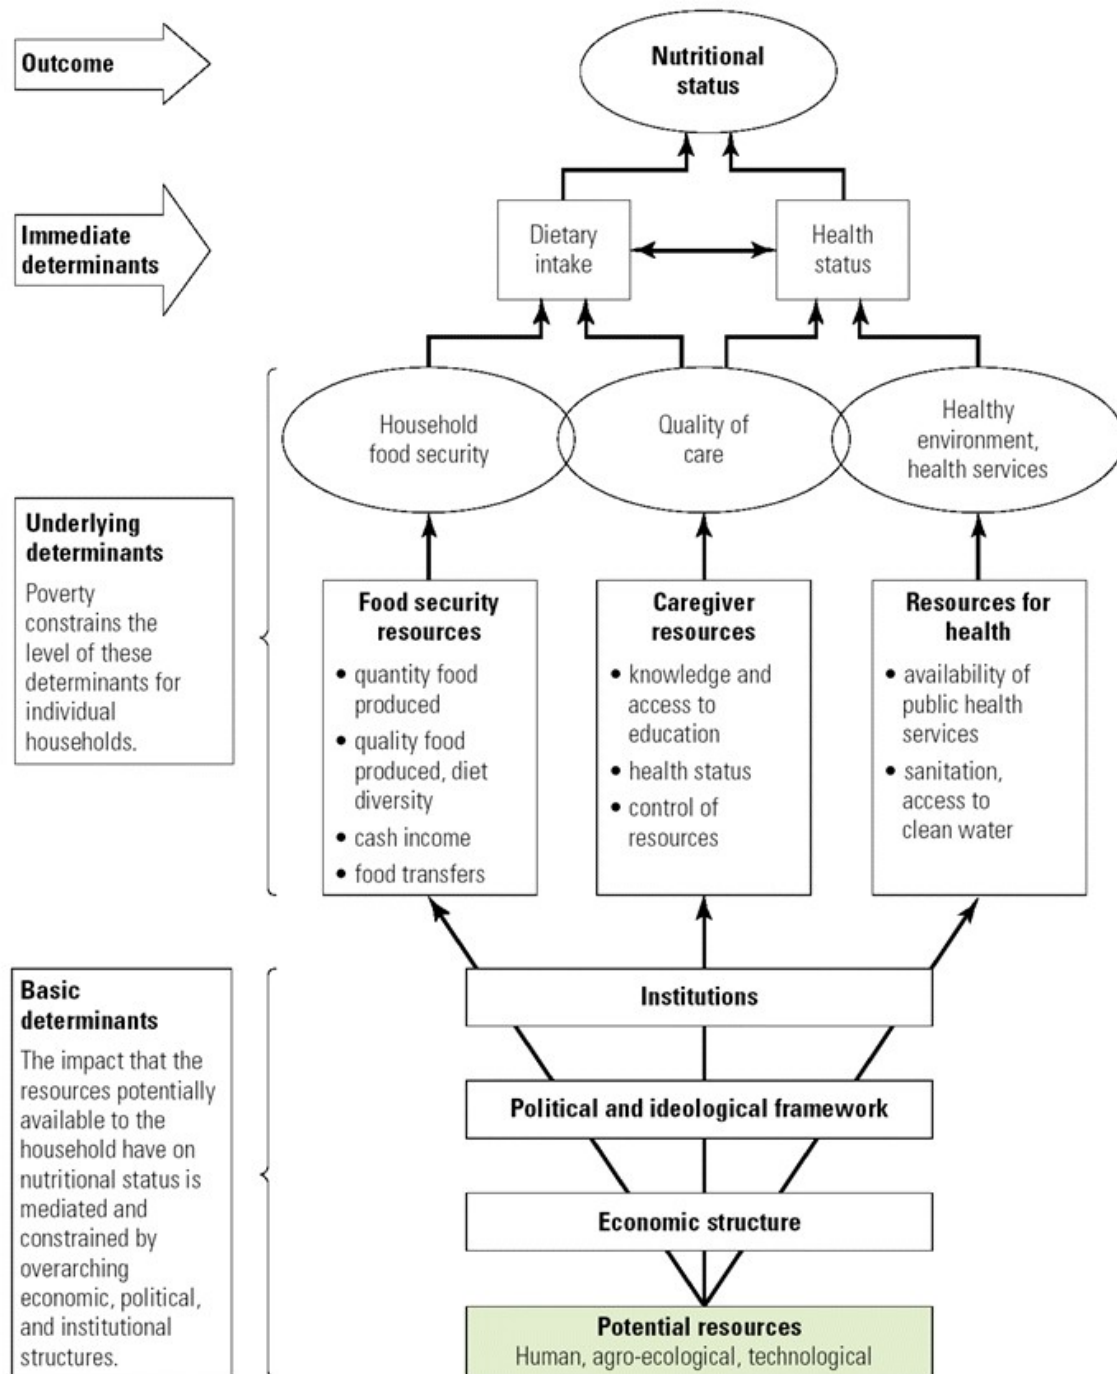 Outcome
Nutritional
status
Immediate
determinants
Dietary
intake
Health
status
Household
food security
Quality of
care
Healthy
environment,
health services
Underlying
determinants
Poverty
constrains the
level of these
determinants for
individual
households.
Food security
resources
• quantity food
produced
• quality food
produced, diet
diversity
• cash income
• food transfers
Caregiver
resources
• knowledge and
access to
education
• health status
• control of
resources
Resources for
health
• availability of
public health
services
• sanitation,
access to
clean water
Basic
determinants
The impact that the
resources potentially
available to the
household have on
nutritional status is
mediated and
constrained by
overarching
economic, political,
and institutional
structures.
Institutions
Political and ideological framework
Economic structure
Potential resources
Human, agro-ecological, technological